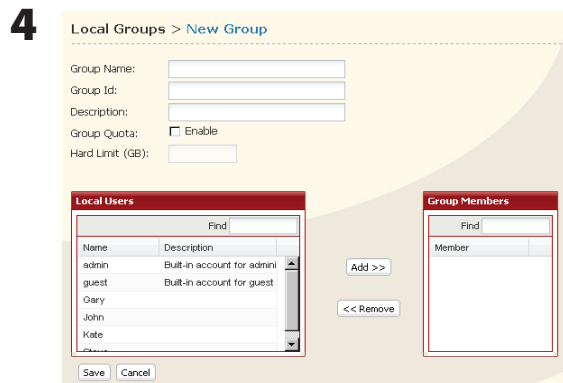 4
Local Groups > New Group
Group Name:
Group Id:
Description:
Group Quota: Enable
Hard Limit (GB):
Local Users
Find
Name Description
admin Built-in account for admini
guest Built-in account for guest
Gary
John
Kate
Add >>
<< Remove
Group Members
Find
Member
Save Cancel